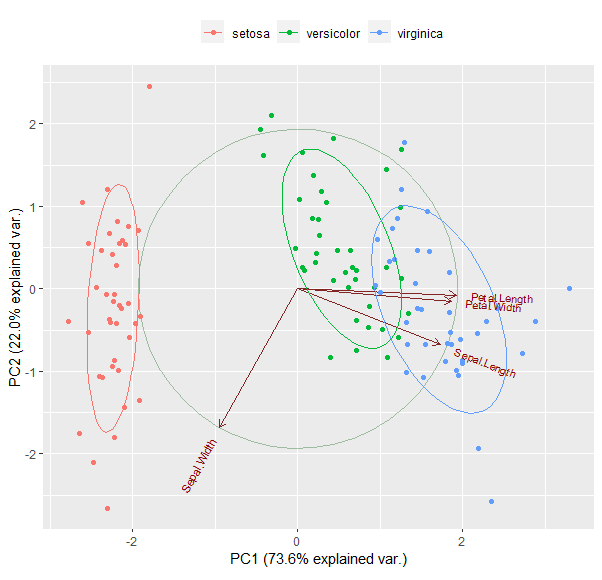 setosa versicolor virginica
2
1
0
-1
-2
PC2 (22.0% explained var.)
Petal.Length
Petal.Width
Sepal.Length
Sepal.Width
-2 0 2
PC1 (73.6% explained var.)